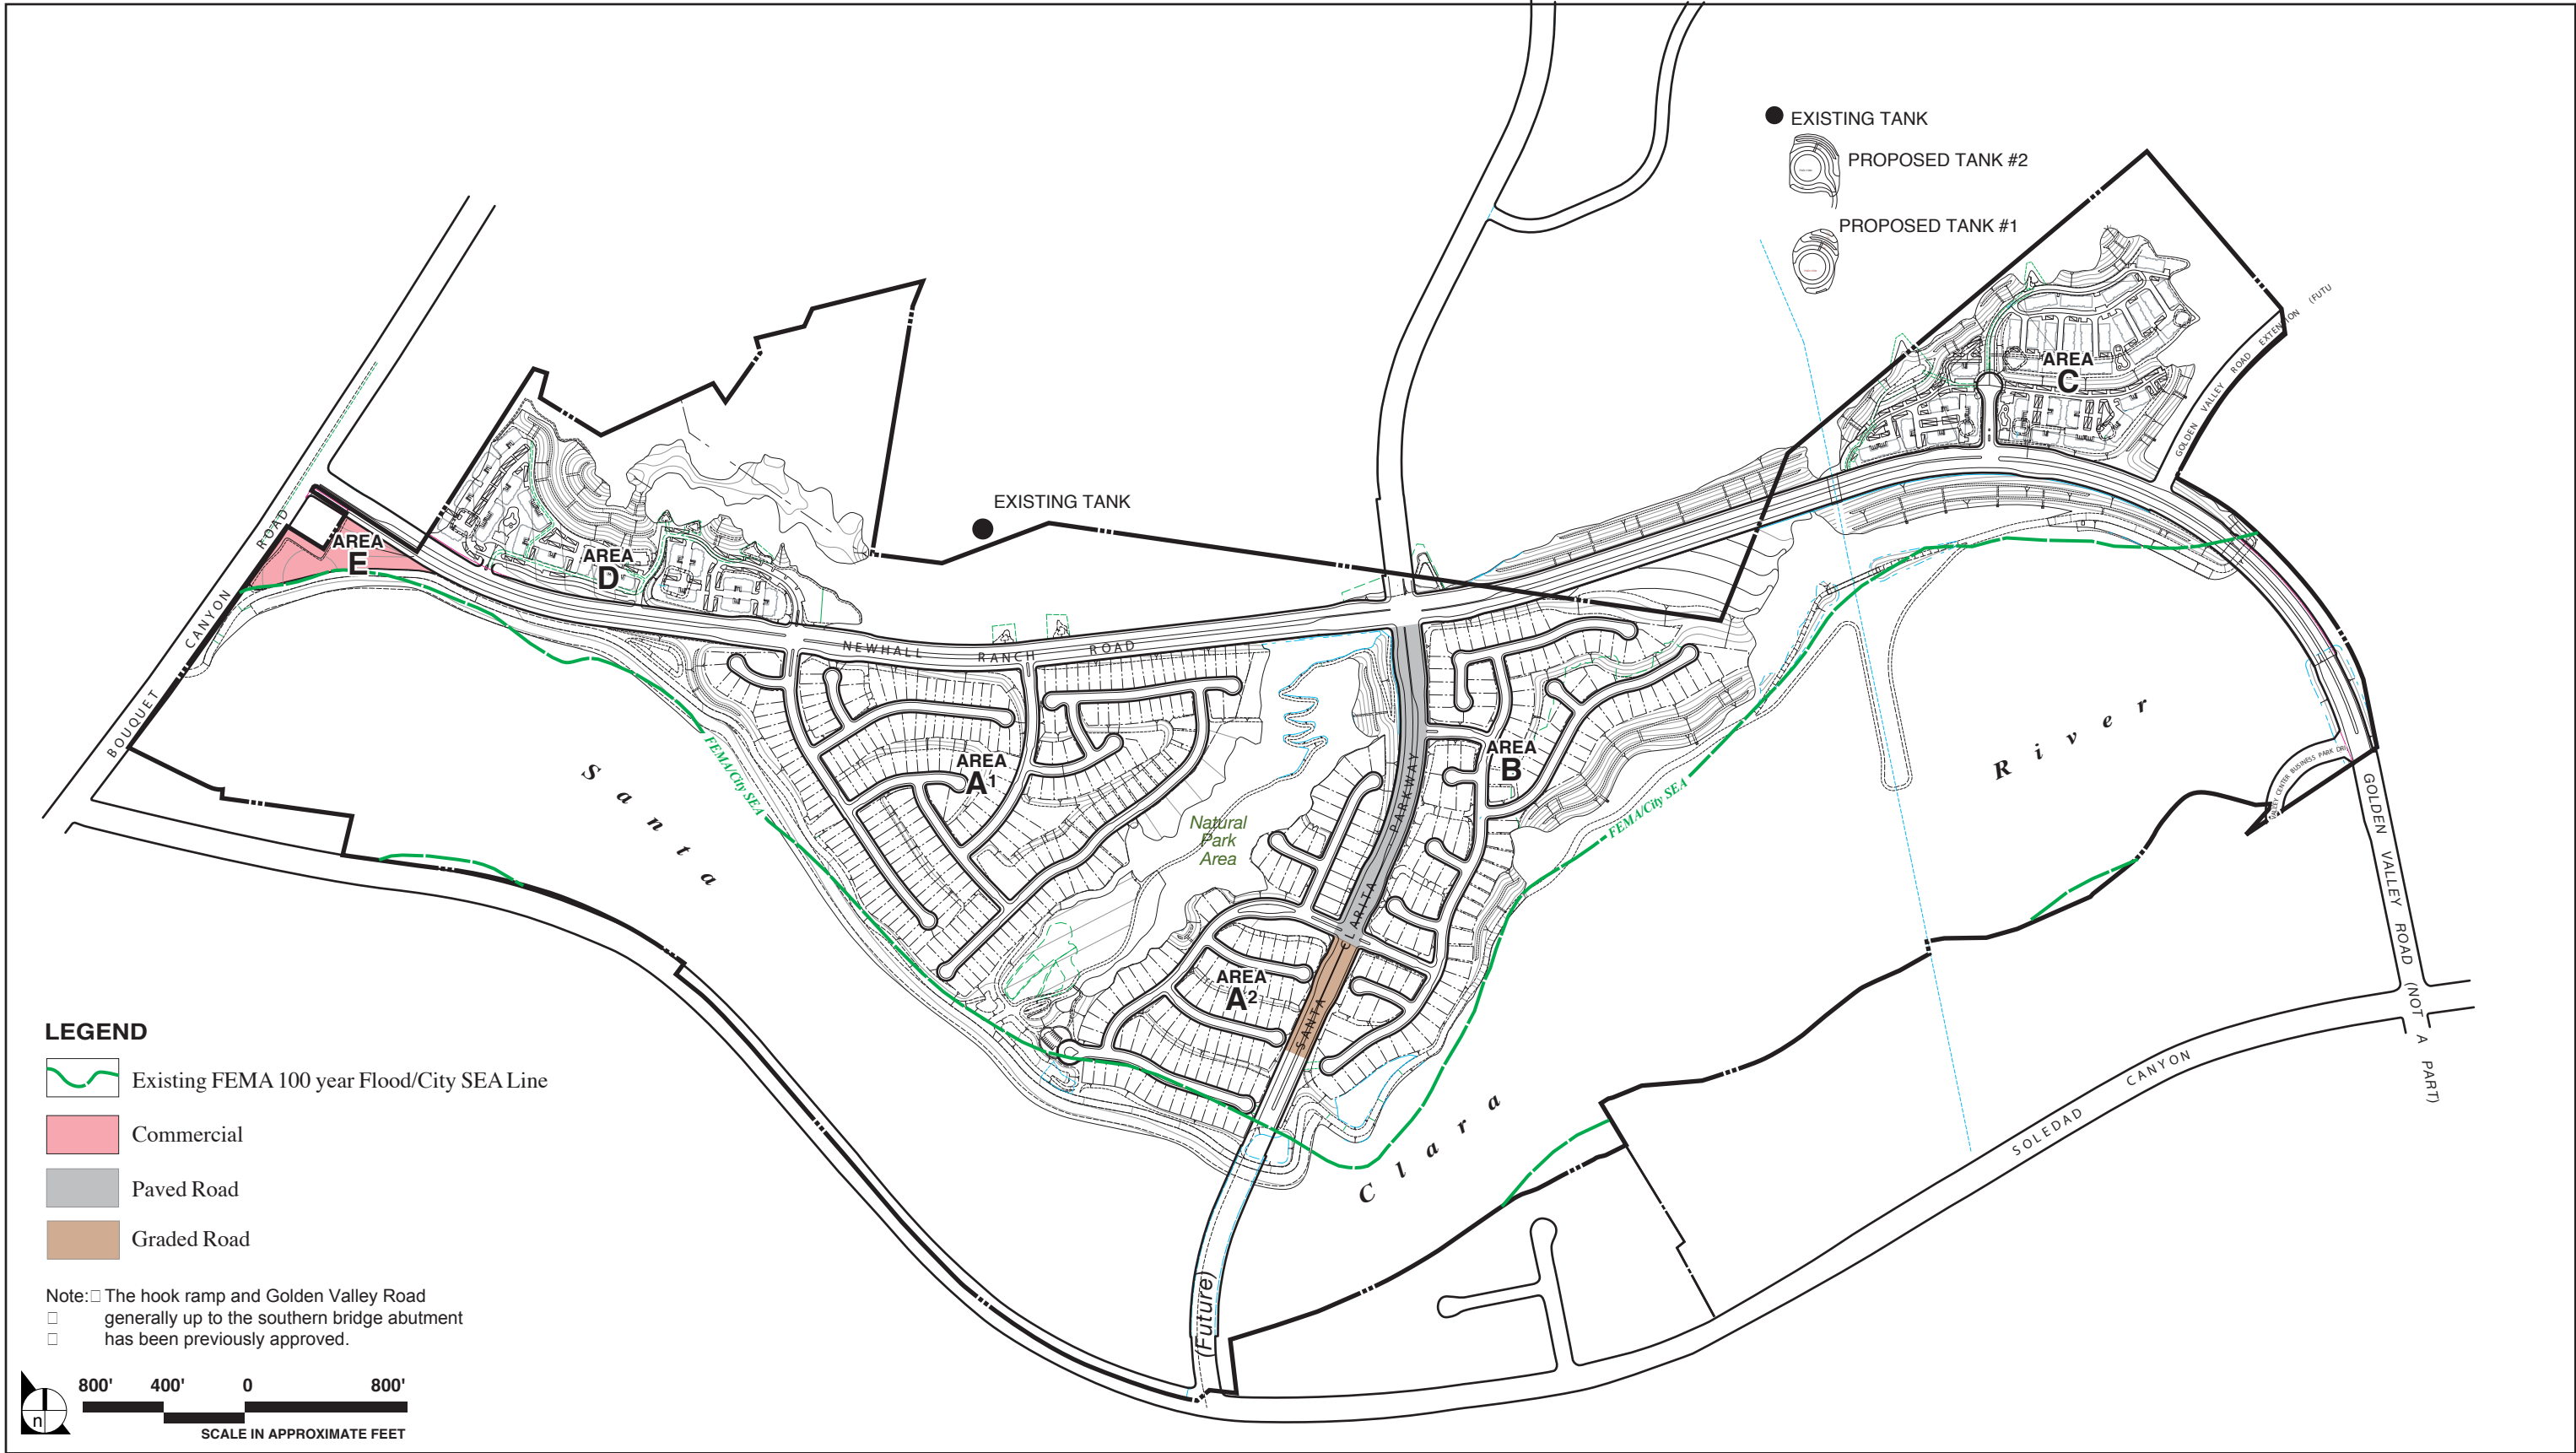 EXISTING TANK
PROPOSED TANK #2
PROPOSED TANK #1
(FUTU
GOLDEN VALLEY ROAD EXTENTION
AREA
C
EXISTING TANK
BOUQUET CANYON ROAD
AREA
E
AREA
D
NEWHALL RANCH ROAD
AREA
A1
AREA
B
Natural
Park
Area
FEMA/City SEA
FEMA/City SEA
SANTA CLARITA PARKWAY
AREA
A2
Santa
Clara
River
GOLDEN VALLEY ROAD (NOT A PART)
SOLEDAD CANYON
(Future)
LEGEND
Existing FEMA 100 year Flood/City SEA Line
Commercial
Paved Road
Graded Road
Note: The hook ramp and Golden Valley Road
generally up to the southern bridge abutment
has been previously approved.
800' 400' 0 800'
SCALE IN APPROXIMATE FEET
n